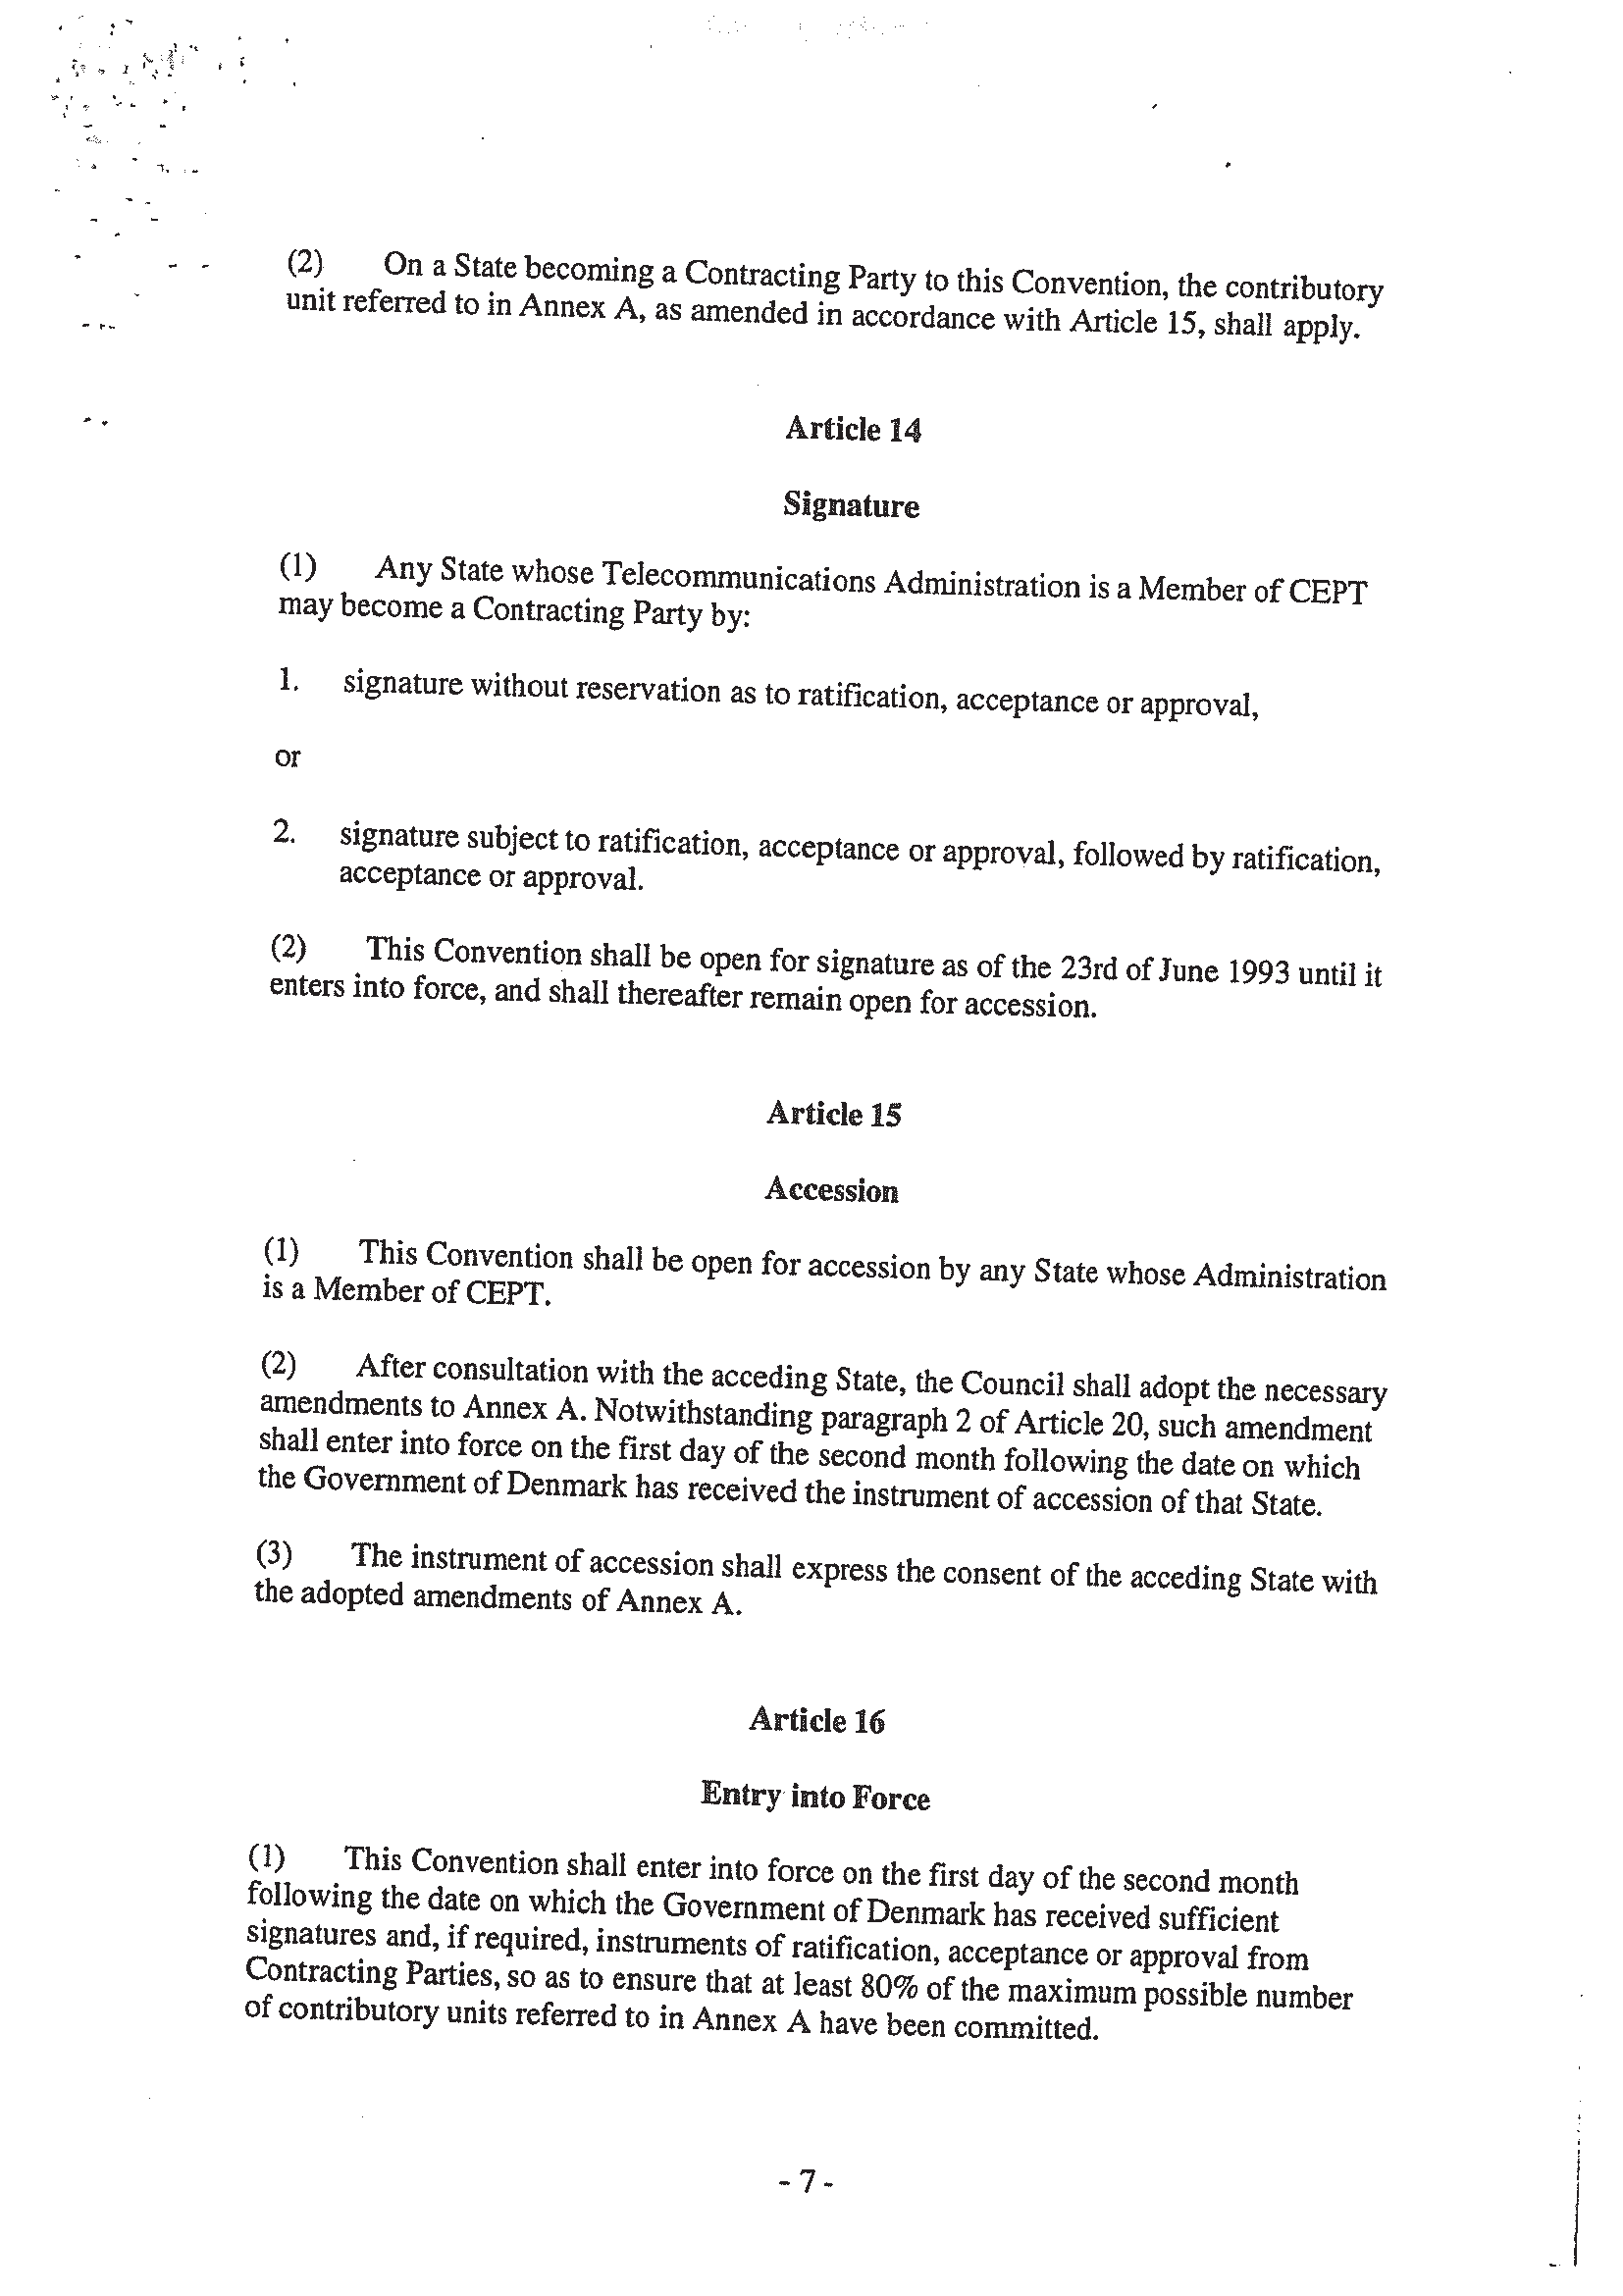 (2) On a State becoming a Contracting Party to this Convention, the contributory
unit referred to in Annex A, as amended in accordance with Article 15, shall apply.
Article 14
Signature
(1) Any State whose Telecommunications Administration is a Member of CEPT
may become a Contracting Party by:
1. signature without reservation as to ratification, acceptance or approval,
or
2. signature subject to ratification, acceptance or approval, followed by ratification,
acceptance or approval.
(2) This Convention shall be open for signature as of the 23rd of June 1993 until it
enters into force, and shall thereafter remain open for accession.
Article 15
Accession
(1) This Convention shall be open for accession by any State whose Administration
is a Member of CEPT.
(2) After consultation with the acceding State, the Council shall adopt the necessary
amendments to Annex A. Notwithstanding paragraph 2 of Article 20, such amendment
shall enter into force on the first day of the second month following the date on which
the Government of Denmark has received the instrument of accession of that State.
(3) The instrument of accession shall express the consent of the acceding State with
the adopted amendments of Annex A.
Article 16
Entry into Force
(1) This Convention shall enter into force on the first day of the second month
following the date on which the Government of Denmark has received sufficient
signatures and, if required, instruments of ratification, acceptance or approval from
Contracting Parties, so as to ensure that at least 80% of the maximum possible number
of contributory units referred to in Annex A have been committed.
- 7 -